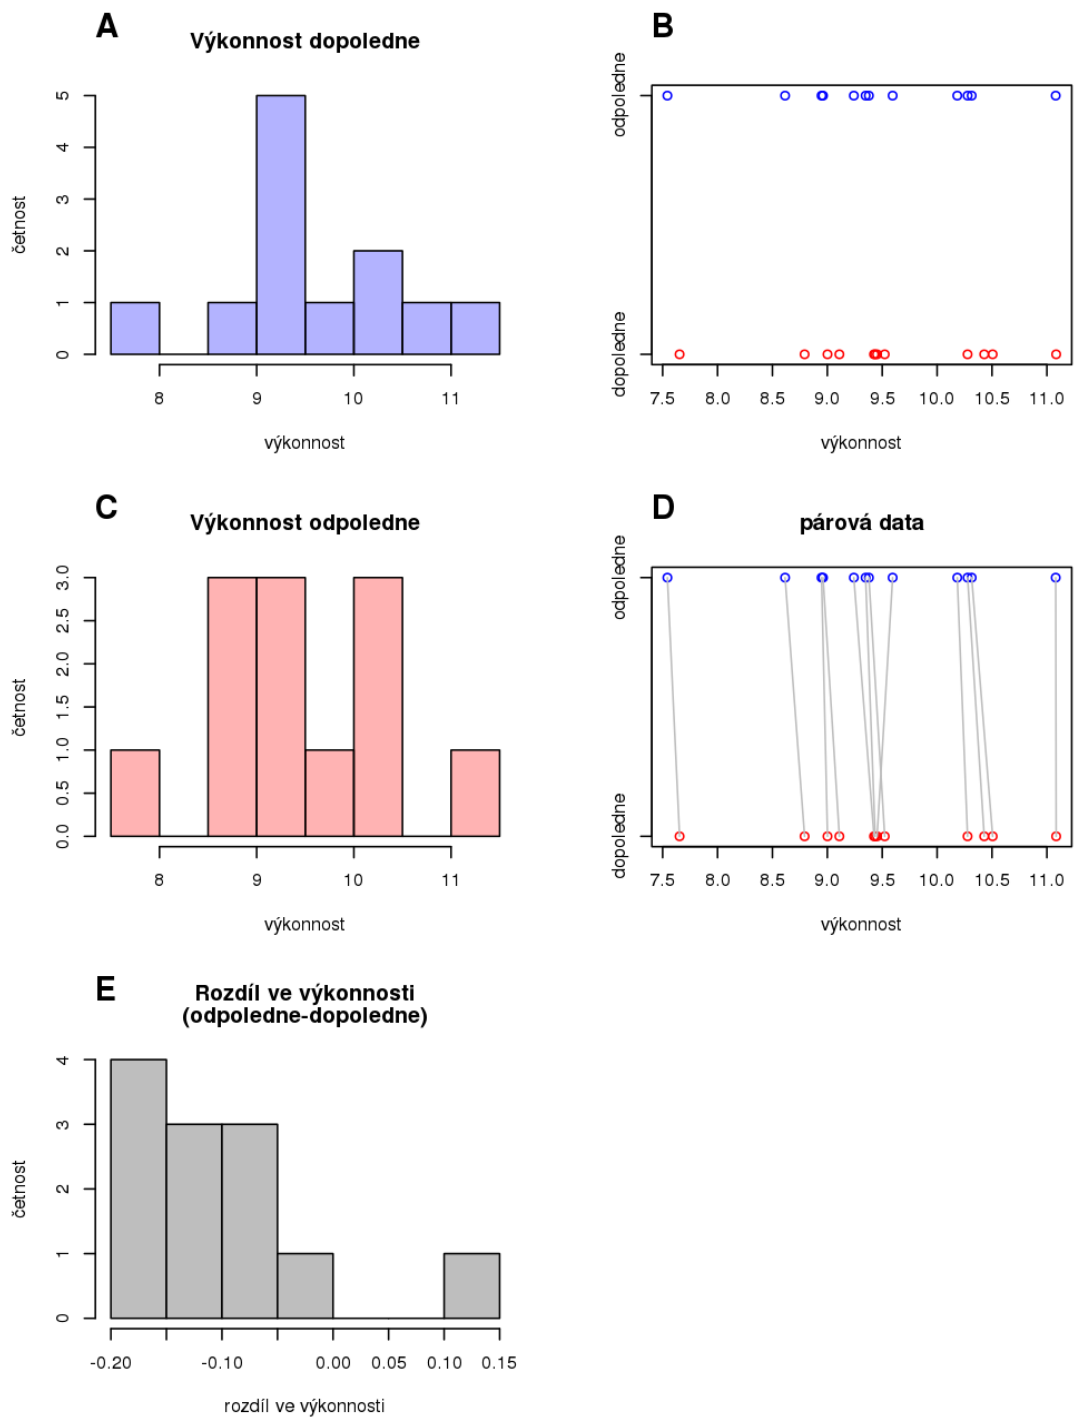 A
Výkonnost dopoledne
četnost
5
4
3
2
1
0
8 9 10 11
výkonnost
B
odpoledne
dopoledne
7.5 8.0 8.5 9.0 9.5 10.0 10.5 11.0
výkonnost
C
Výkonnost odpoledne
četnost
3.0
2.5
2.0
1.5
1.0
0.5
0.0
8 9 10 11
výkonnost
D
párová data
odpoledne
dopoledne
7.5 8.0 8.5 9.0 9.5 10.0 10.5 11.0
výkonnost
E
Rozdíl ve výkonnosti
(odpoledne-dopoledne)
četnost
4
3
2
1
0
-0.20 -0.10 0.00 0.05 0.10 0.15
rozdíl ve výkonnosti